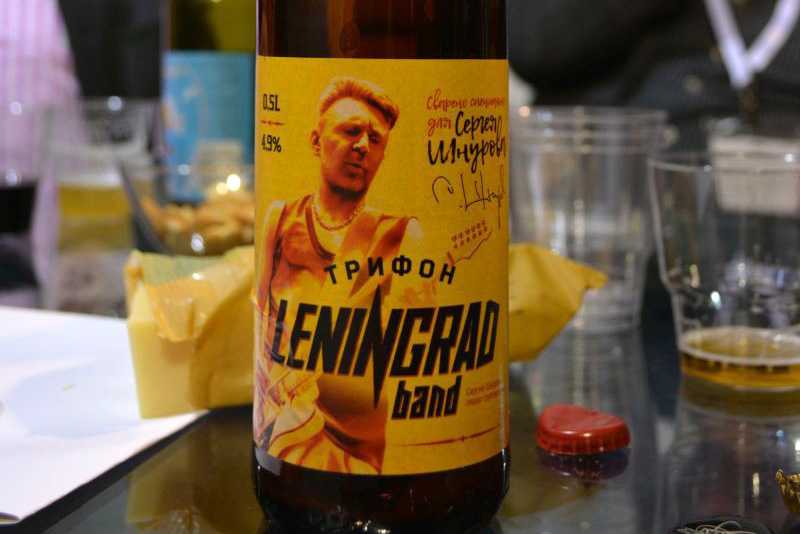 0.5L
4.9%
Сварено специально
для Сергея
Шнурова
ТРИФОН
LENINGRAD
band